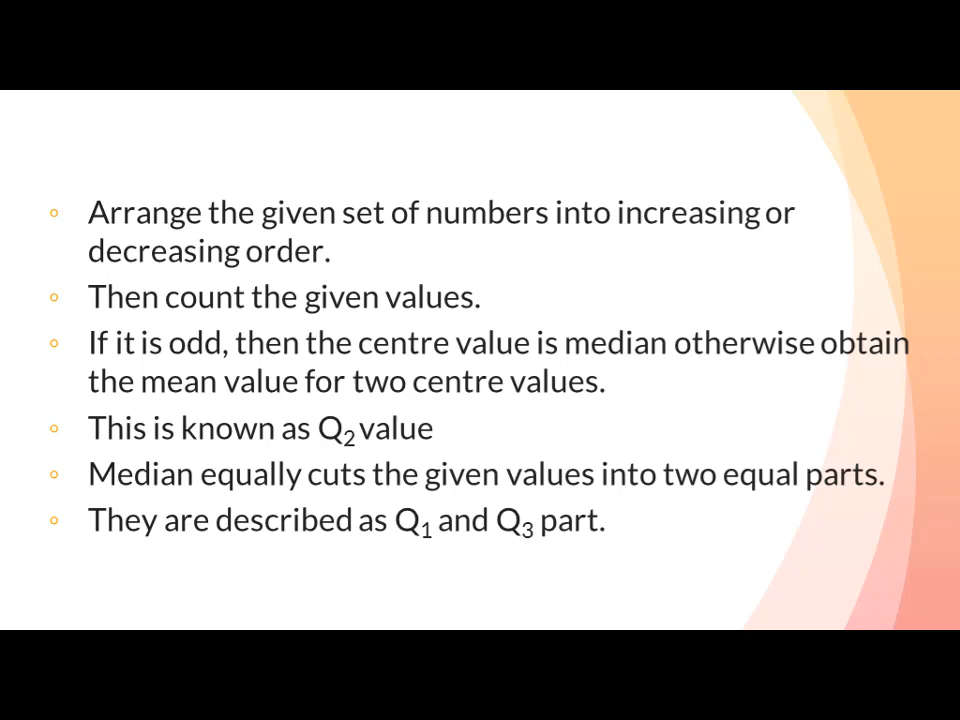 ◦ Arrange the given set of numbers into increasing or
decreasing order.
◦ Then count the given values.
◦ If it is odd, then the centre value is median otherwise obtain
the mean value for two centre values.
◦ This is known as Q₂ value
◦ Median equally cuts the given values into two equal parts.
◦ They are described as Q₁ and Q₃ part.